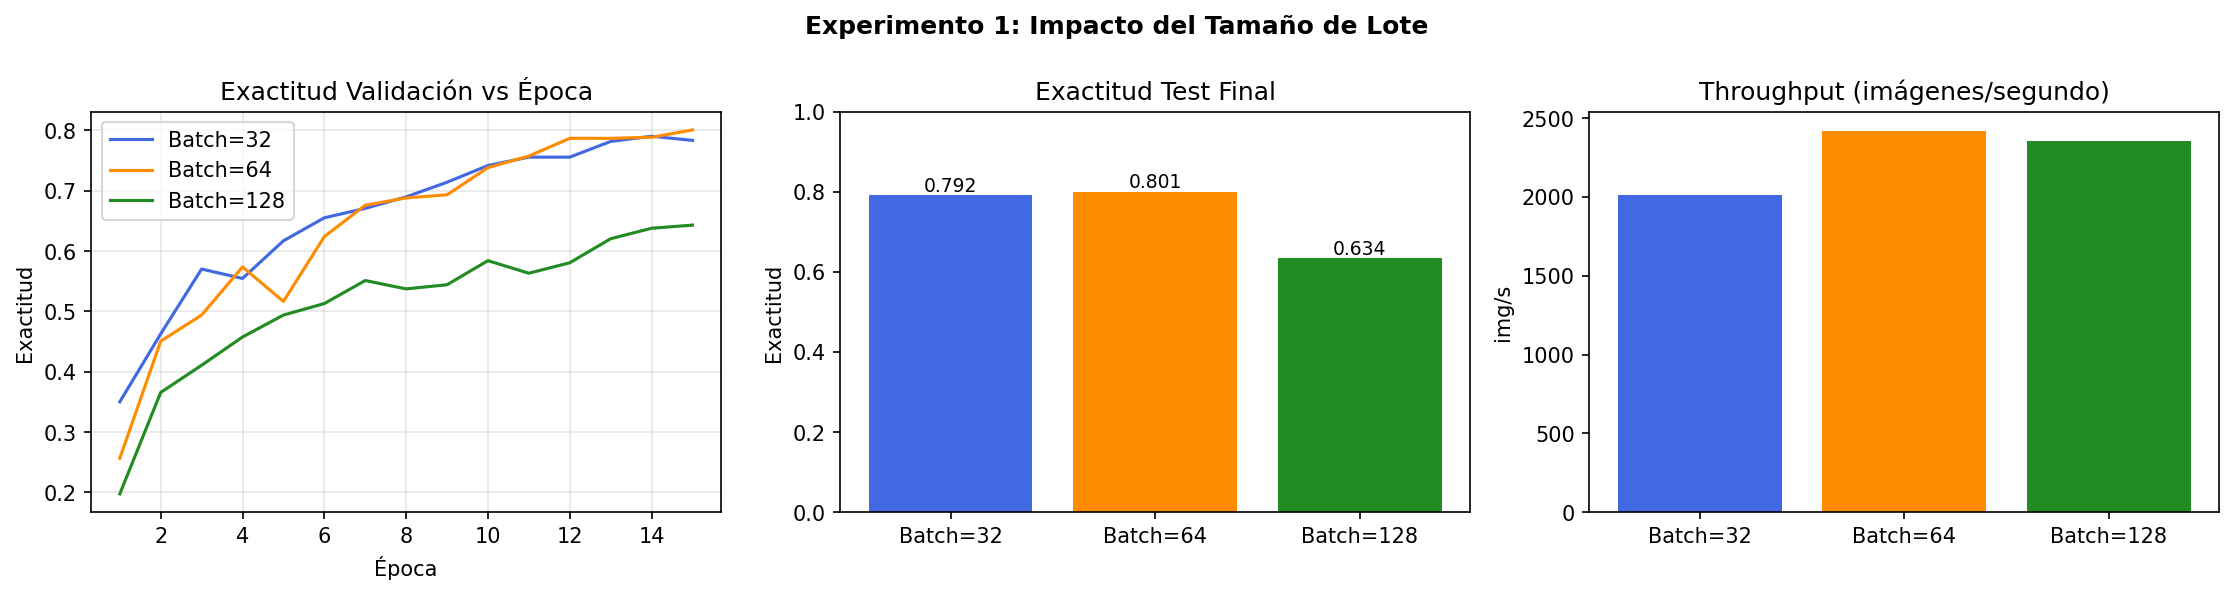 Experimento 1: Impacto del Tamaño de Lote
Exactitud Validación vs Época
Exactitud
0.8
0.7
0.6
0.5
0.4
0.3
0.2
Batch=32
Batch=64
Batch=128
2 4 6 8 10 12 14
Época
Exactitud Test Final
Exactitud
1.0
0.8
0.6
0.4
0.2
0.0
0.792
0.801
0.634
Batch=32 Batch=64 Batch=128
Throughput (imágenes/segundo)
img/s
2500
2000
1500
1000
500
0
Batch=32 Batch=64 Batch=128